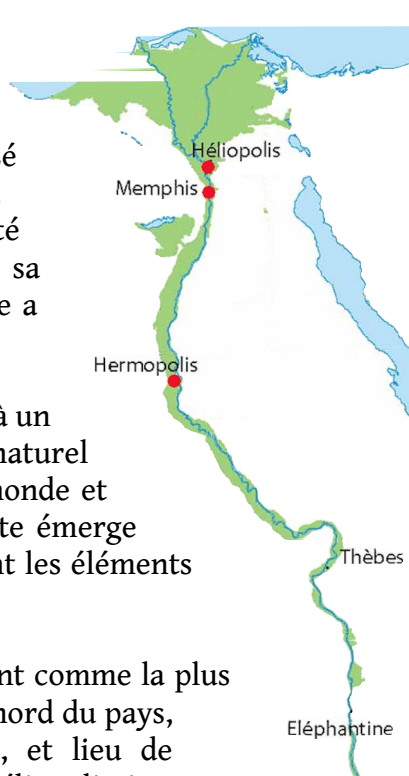 Héliopolis
Memphis
té
sa
e a
Hermopolis
à un
naturel
monde et
te émerge
nt les éléments
Thèbes
nt comme la plus
nord du pays,
, et lieu de
Eléphantine